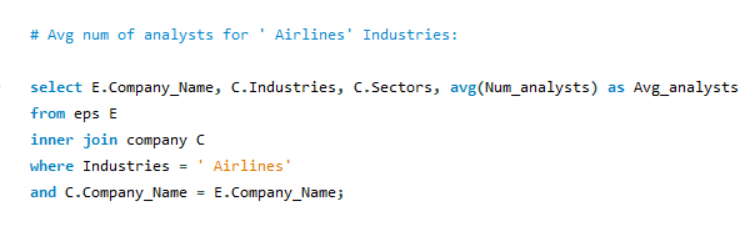 # Avg num of analysts for ' Airlines' Industries:
select E.Company_Name, C.Industries, C.Sectors, avg(Num_analysts) as Avg_analysts
from eps E
inner join company C
where Industries = ' Airlines'
and C.Company_Name = E.Company_Name;